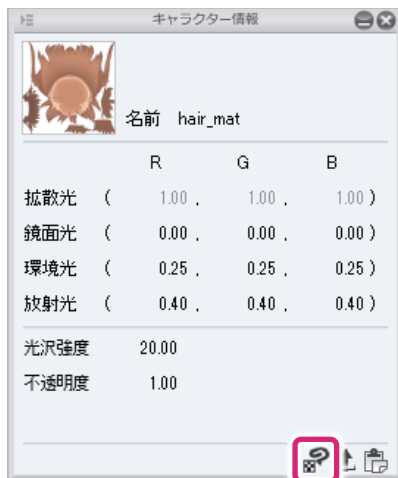 キャラクター情報
名前 hair_mat
R G B
拡散光 ( 1.00 , 1.00 , 1.00 )
鏡面光 ( 0.00 , 0.00 , 0.00 )
環境光 ( 0.25 , 0.25 , 0.25 )
放射光 ( 0.40 , 0.40 , 0.40 )
光沢強度 20.00
不透明度 1.00